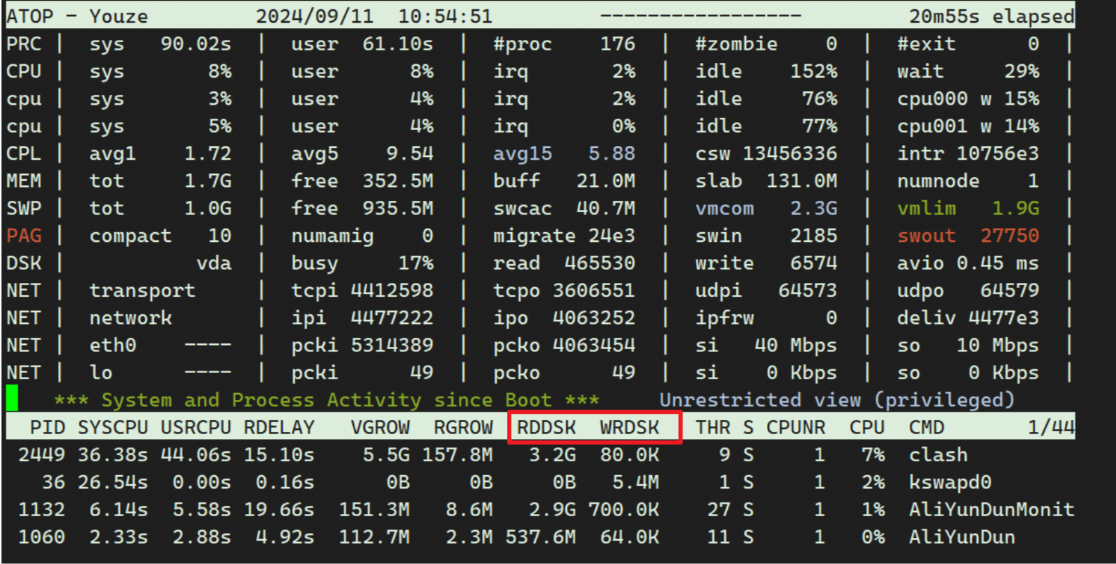 ATOP - Youze 2024/09/11 10:54:51 ----------------- 20m55s elapsed
PRC | sys 90.02s | user 61.10s | #proc 176 | #zombie 0 | #exit 0 |
CPU | sys 8% | user 8% | irq 2% | idle 152% | wait 29% |
cpu | sys 3% | user 4% | irq 2% | idle 76% | cpu000 w 15% |
cpu | sys 5% | user 4% | irq 0% | idle 77% | cpu001 w 14% |
CPL | avg1 1.72 | avg5 9.54 | avg15 5.88 | csw 13456336 | intr 10756e3 |
MEM | tot 1.7G | free 352.5M | buff 21.0M | slab 131.0M | numnode 1 |
SWP | tot 1.0G | free 935.5M | swcac 40.7M | vmcom 2.3G | vmlim 1.9G |
PAG | compact 10 | numamig 0 | migrate 24e3 | swin 2185 | swout 27750 |
DSK | vda | busy 17% | read 465530 | write 6574 | avio 0.45 ms |
NET | transport | tcpi 4412598 | tcpo 3606551 | udpi 64573 | udpo 64579 |
NET | network | ipi 4477222 | ipo 4063252 | ipfrw 0 | deliv 4477e3 |
NET | eth0 ---- | pcki 5314389 | pcko 4063454 | si 40 Mbps | so 10 Mbps |
NET | lo ---- | pcki 49 | pcko 49 | si 0 Kbps | so 0 Kbps |
*** System and Process Activity since Boot *** Unrestricted view (privileged)
PID SYSCPU USRCPU RDELAY VGROW RGROW RDDSK WRDSK THR S CPUNR CPU CMD 1/44
2449 36.38s 44.06s 15.10s 5.5G 157.8M 3.2G 80.0K 9 S 1 7% clash
36 26.54s 0.00s 0.16s 0B 0B 0B 5.4M 1 S 1 2% kswapd0
1132 6.14s 5.58s 19.66s 151.3M 8.6M 2.9G 700.0K 27 S 1 1% AliYunDunMonit
1060 2.33s 2.88s 4.92s 112.7M 2.3M 537.6M 64.0K 11 S 1 0% AliYunDun